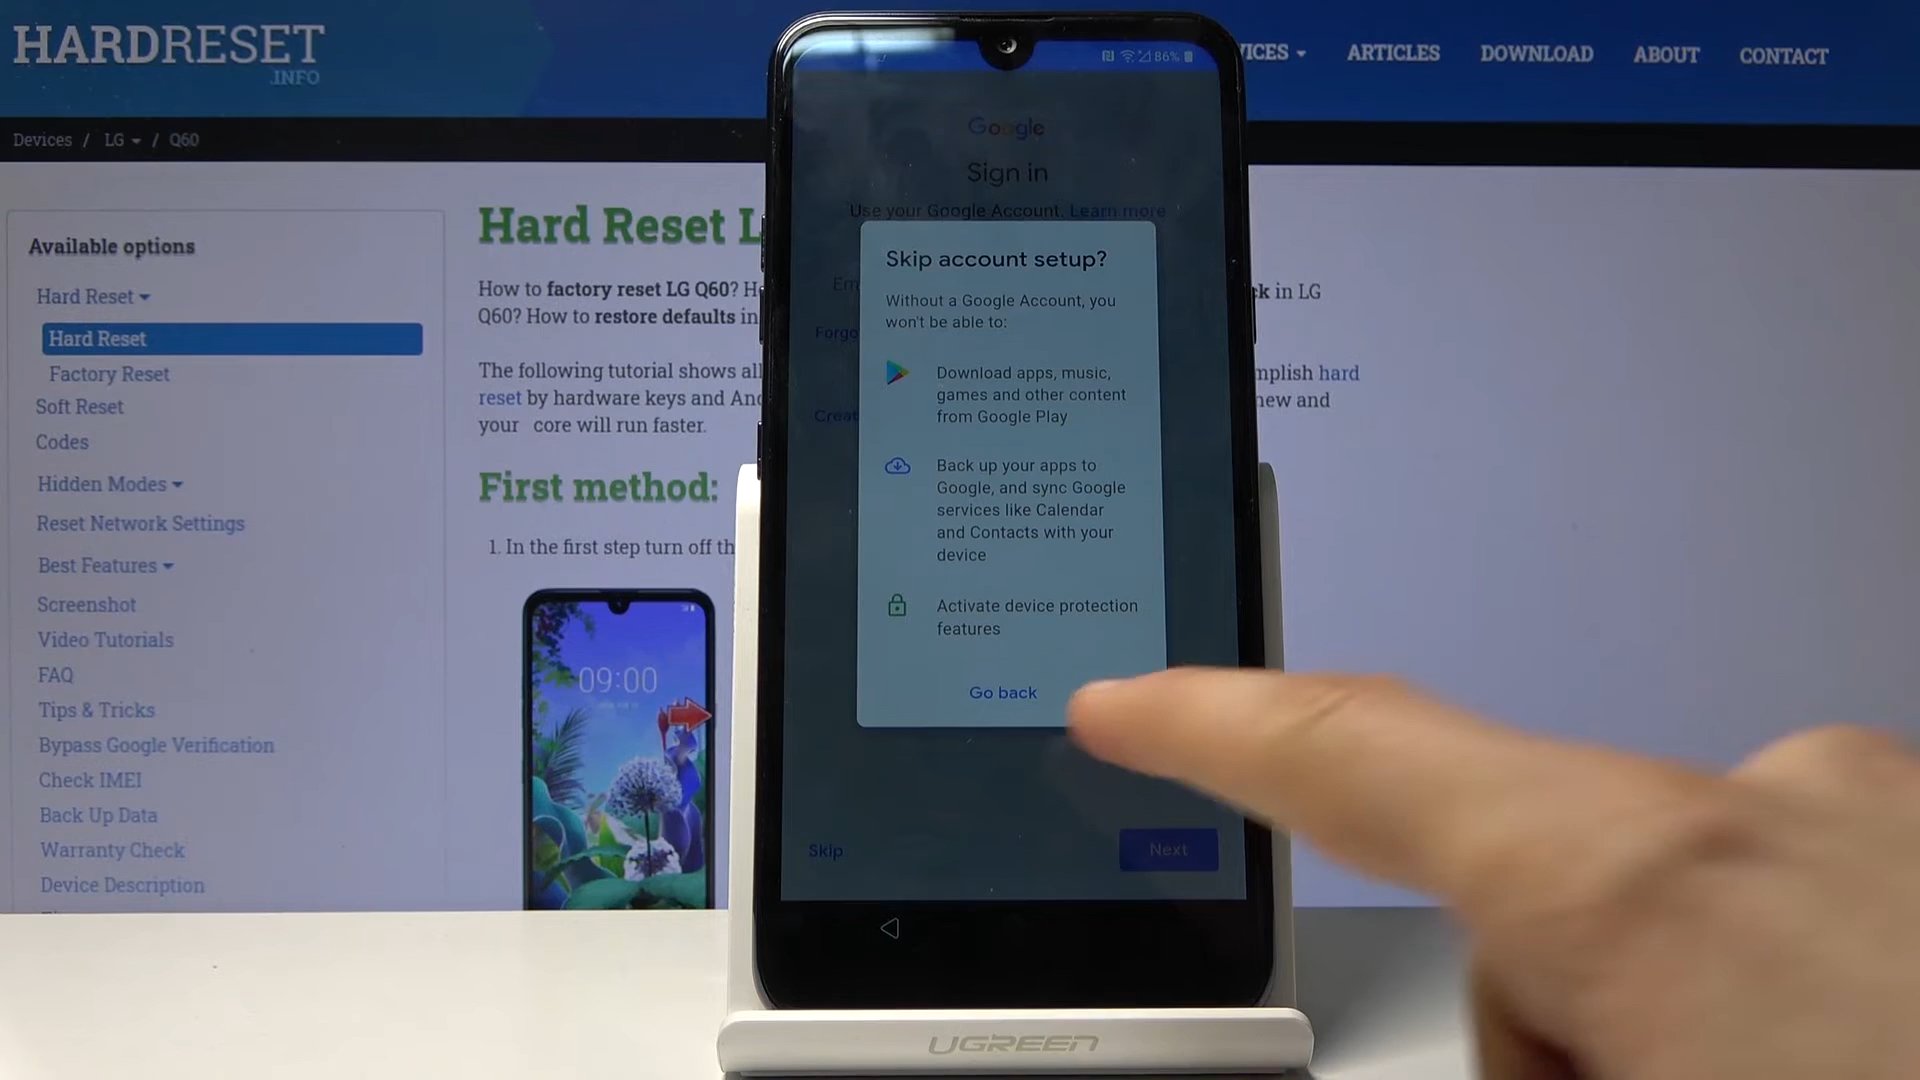 HARDRESET
.INFO
VICES
ARTICLES
DOWNLOAD
ABOUT
CONTACT
Devices / LG / Q60
Available options
Hard Reset
Hard Reset
Factory Reset
Soft Reset
Codes
Hidden Modes
Reset Network Settings
Best Features
Screenshot
Video Tutorials
FAQ
Tips & Tricks
Bypass Google Verification
Check IMEI
Back Up Data
Warranty Check
Device Description
Hard Reset L
How to factory reset LG Q60? H
ck in LG
Q60? How to restore defaults in
The following tutorial shows all
mplish hard
reset by hardware keys and And
new and
your core will run faster.
First method:
1. In the first step turn off th
09:00
86%
Google
Sign in
Use your Google Account. Learn more
Em
Forgo
Creat
Skip account setup?
Without a Google Account, you
won't be able to:
Download apps, music,
games and other content
from Google Play
Back up your apps to
Google, and sync Google
services like Calendar
and Contacts with your
device
Activate device protection
features
Go back
Skip
Next
UGREEN